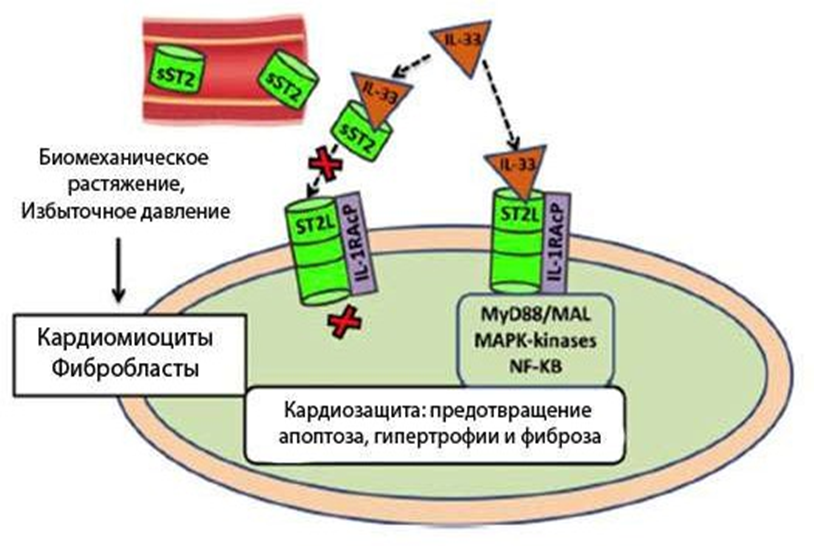 IL-33
sST2
sST2
IL-33
sST2
IL-33
Биомеханическое
растяжение,
Избыточное давление
ST2L
IL-1RAcP
ST2L
IL-1RAcP
MyD88/MAL
MAPK-kinases
NF-KB
Кардиомиоциты
Фибробласты
Кардиозащита: предотвращение
апоптоза, гипертрофии и фиброза